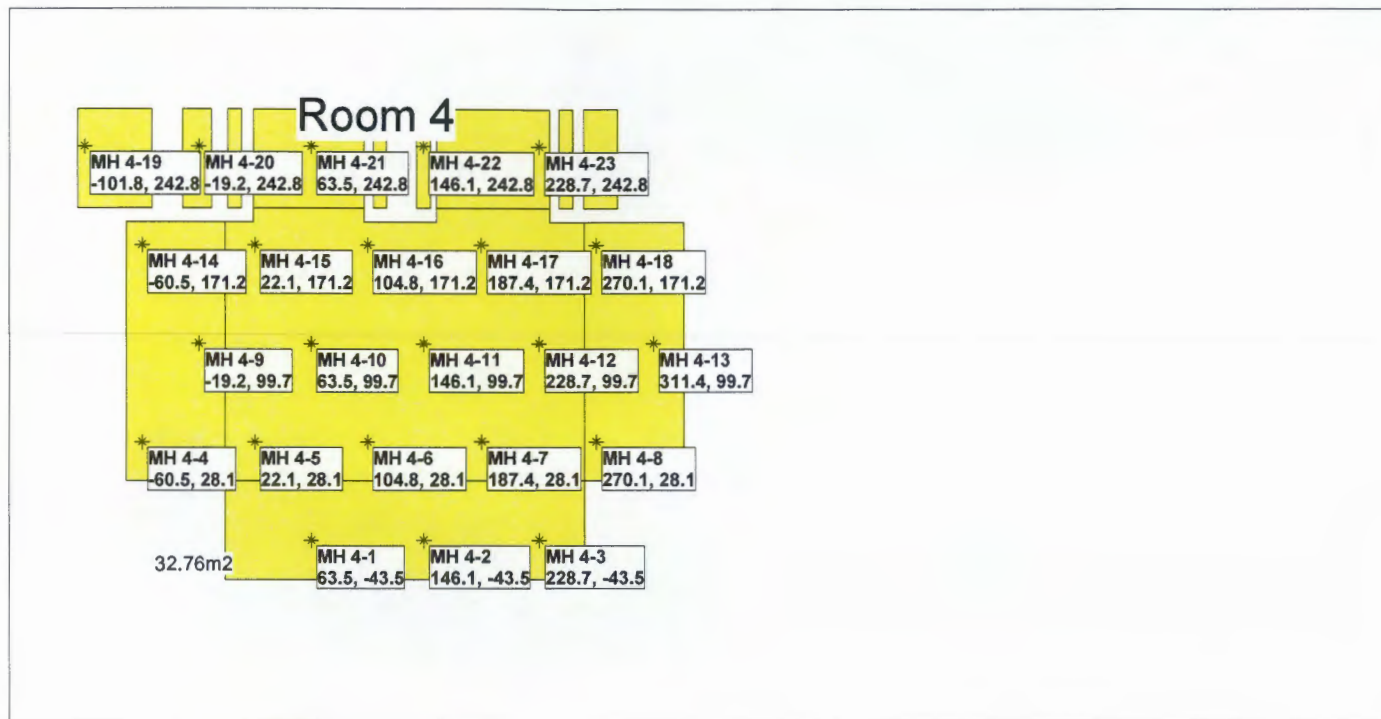 Room 4
MH 4-19
-101.8, 242.8
MH 4-20
-19.2, 242.8
MH 4-21
63.5, 242.8
MH 4-22
146.1, 242.8
MH 4-23
228.7, 242.8
MH 4-14
-60.5, 171.2
MH 4-15
22.1, 171.2
MH 4-16
104.8, 171.2
MH 4-17
187.4, 171.2
MH 4-18
270.1, 171.2
MH 4-9
-19.2, 99.7
MH 4-10
63.5, 99.7
MH 4-11
146.1, 99.7
MH 4-12
228.7, 99.7
MH 4-13
311.4, 99.7
MH 4-4
-60.5, 28.1
MH 4-5
22.1, 28.1
MH 4-6
104.8, 28.1
MH 4-7
187.4, 28.1
MH 4-8
270.1, 28.1
32.76m2
MH 4-1
63.5, -43.5
MH 4-2
146.1, -43.5
MH 4-3
228.7, -43.5